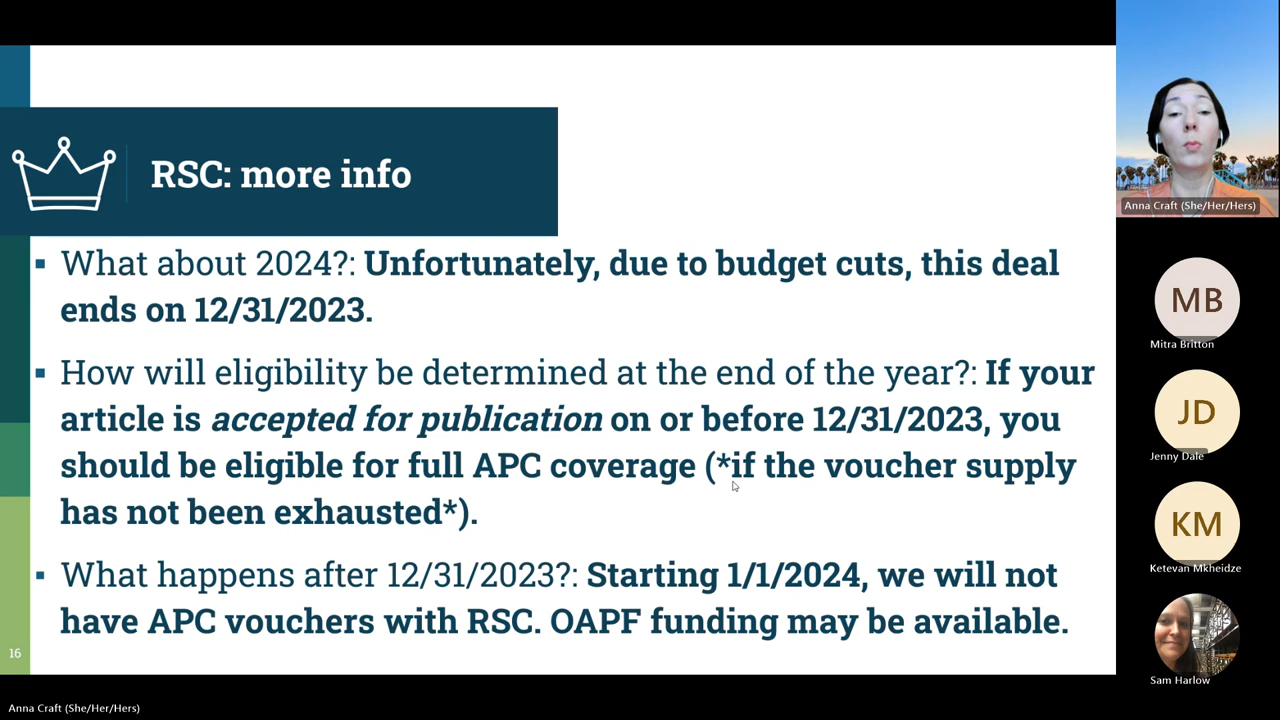 RSC: more info
▪ What about 2024?: Unfortunately, due to budget cuts, this deal
ends on 12/31/2023.
▪ How will eligibility be determined at the end of the year?: If your
article is accepted for publication on or before 12/31/2023, you
should be eligible for full APC coverage (*if the voucher supply
has not been exhausted*).
▪ What happens after 12/31/2023?: Starting 1/1/2024, we will not
have APC vouchers with RSC. OAPF funding may be available.
16
Anna Craft (She/Her/Hers)
MB
Mitra Britton
JD
Jenny Dale
KM
Ketevan Mkheidze
Sam Harlow
Anna Craft (She/Her/Hers)